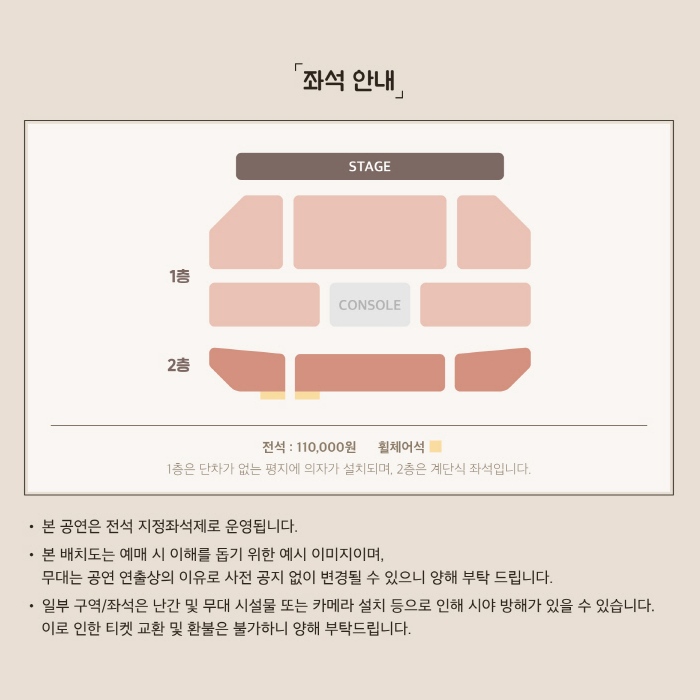 「좌석 안내」
STAGE
1층
CONSOLE
2층
전석 : 110,000원 휠체어석
1층은 단차가 없는 평지에 의자가 설치되며, 2층은 계단식 좌석입니다.
• 본 공연은 전석 지정좌석제로 운영됩니다.
• 본 배치도는 예매 시 이해를 돕기 위한 예시 이미지이며,
무대는 공연 연출상의 이유로 사전 공지 없이 변경될 수 있으니 양해 부탁 드립니다.
• 일부 구역/좌석은 난간 및 무대 시설물 또는 카메라 설치 등으로 인해 시야 방해가 있을 수 있습니다.
이로 인한 티켓 교환 및 환불은 불가하니 양해 부탁드립니다.